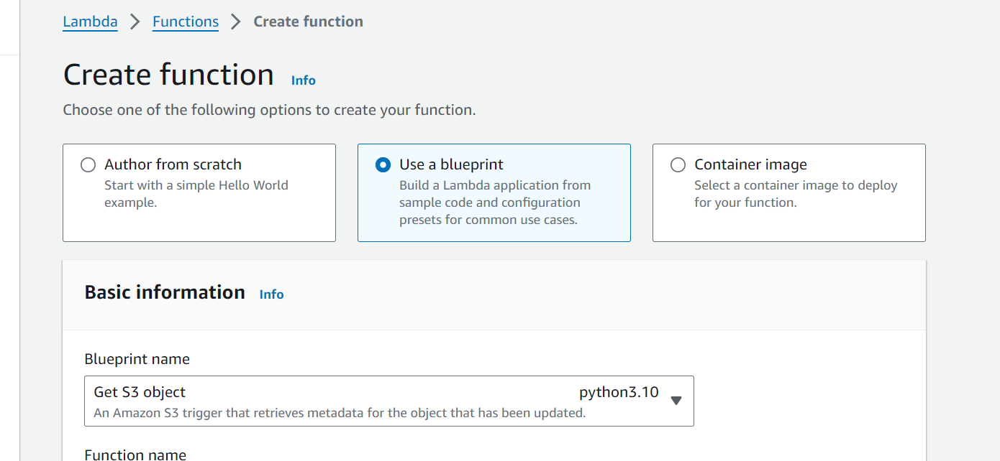 Lambda > Functions > Create function
Create function Info
Choose one of the following options to create your function.
Author from scratch
Start with a simple Hello World
example.
Use a blueprint
Build a Lambda application from
sample code and configuration
presets for common use cases.
Container image
Select a container image to deploy
for your function.
Basic information Info
Blueprint name
Get S3 object python3.10
An Amazon S3 trigger that retrieves metadata for the object that has been updated.
Function name